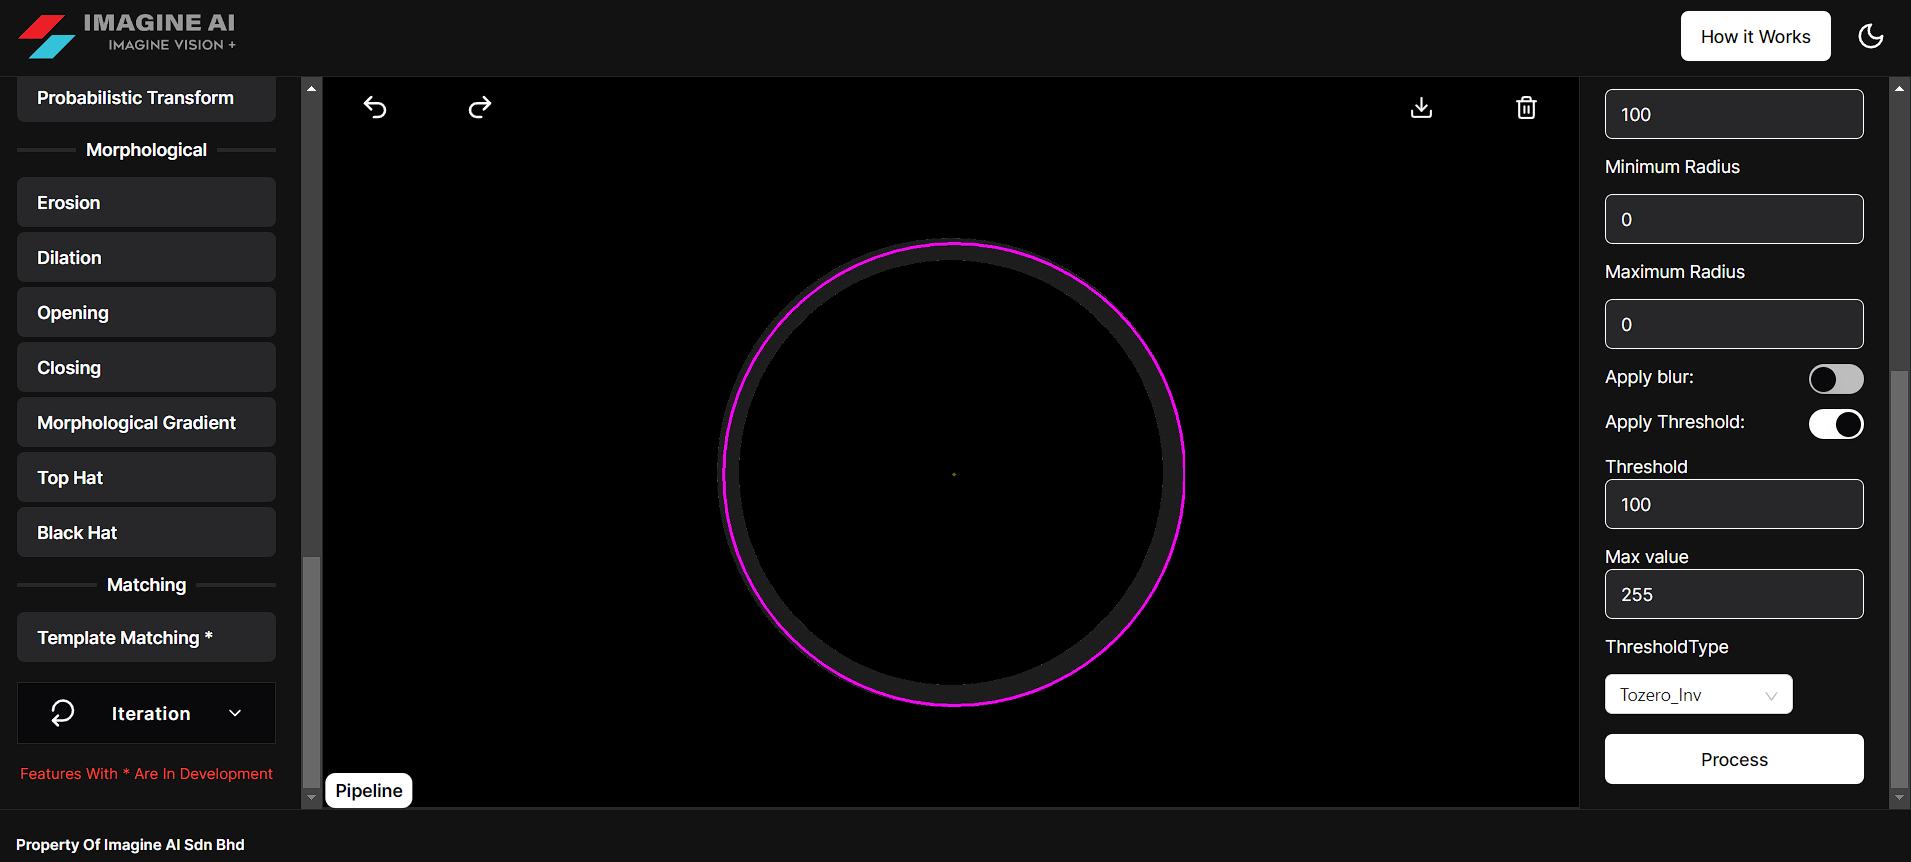 IMAGINE AI
IMAGINE VISION +
How it Works
Probabilistic Transform
Morphological
Erosion
Dilation
Opening
Closing
Morphological Gradient
Top Hat
Black Hat
Matching
Template Matching *
Iteration
Features With * Are In Development
Pipeline
100
Minimum Radius
0
Maximum Radius
0
Apply blur:
Apply Threshold:
Threshold
100
Max value
255
ThresholdType
Tozero_Inv
Process
Property Of Imagine AI Sdn Bhd